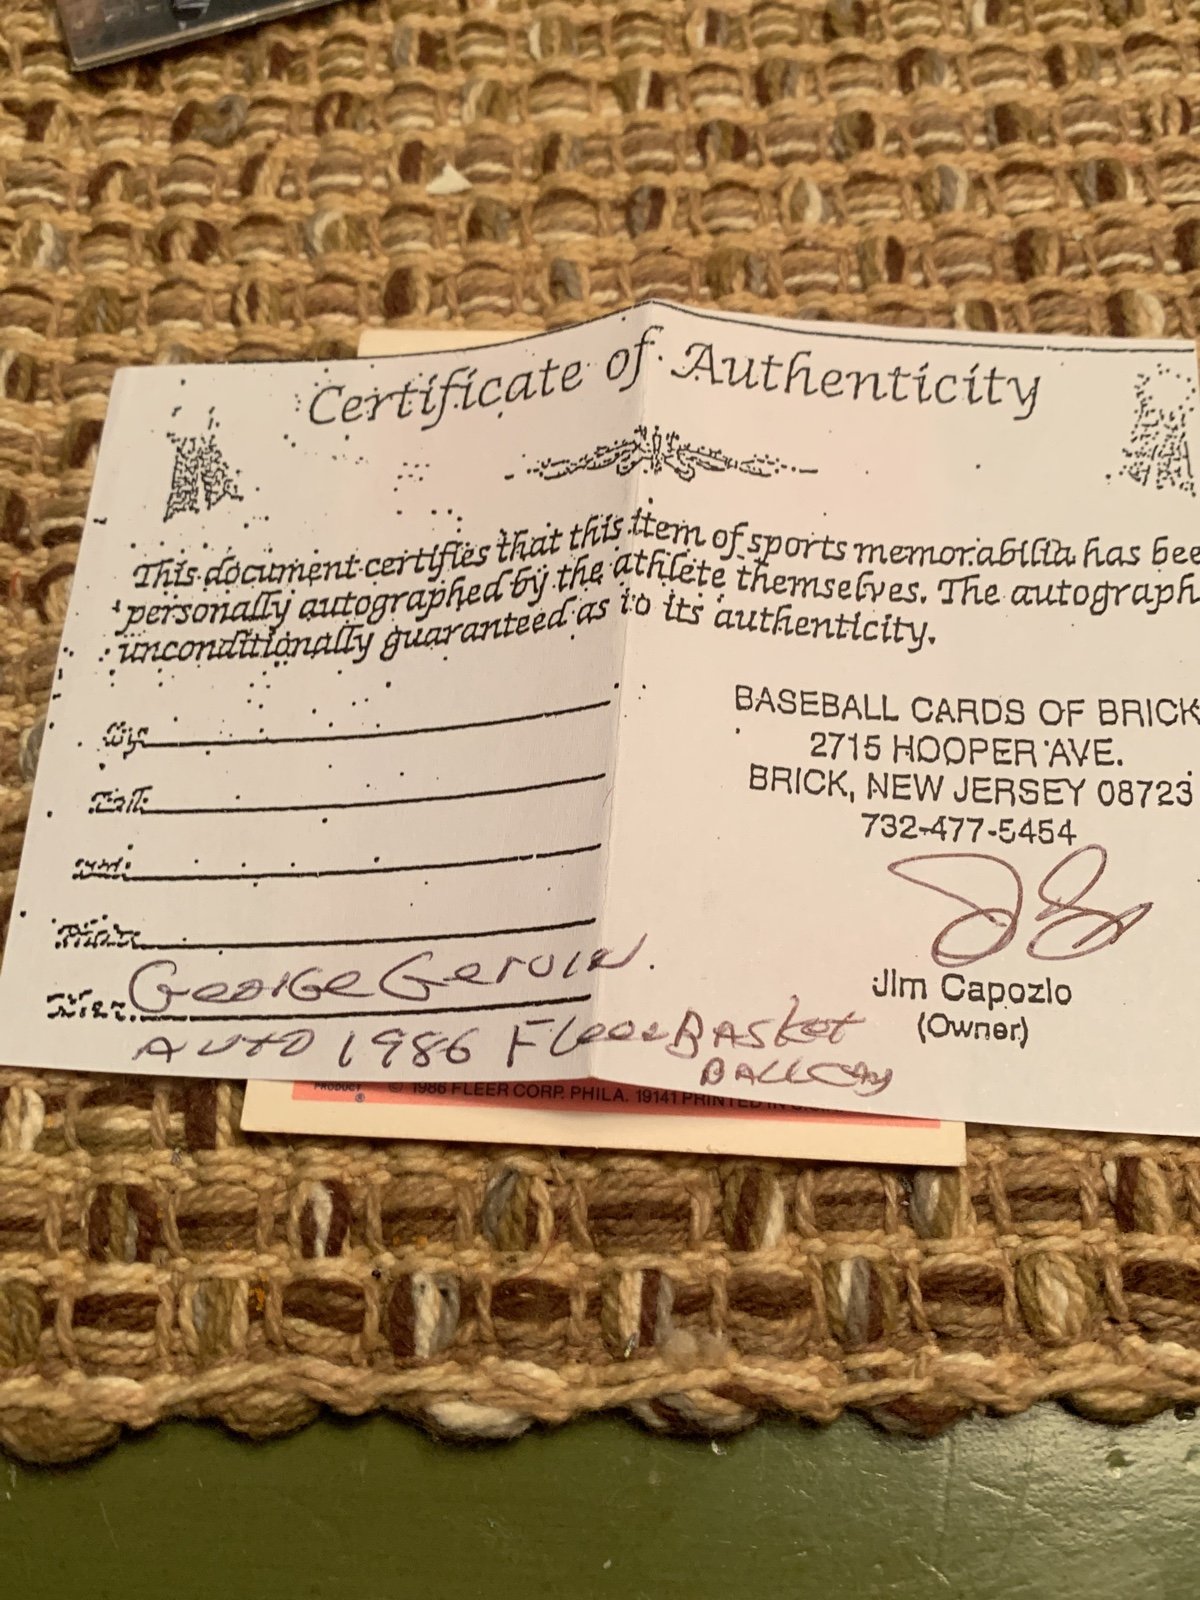 Certificate of Authenticity
This document certifies that this item of sports memorabilia has bee
personally autographed by the athlete themselves. The autograph
unconditionally guaranteed as to its authenticity.
BASEBALL CARDS OF BRICK
2715 HOOPER AVE.
BRICK, NEW JERSEY 08723
732-477-5454
Jim Capozio
(Owner)
George Gervin.
AUTO 1986 Fleer BASket
BALL CARD
PRODUCT © 1986 FLEER CORP. PHILA. 19141 PRINTED IN
®